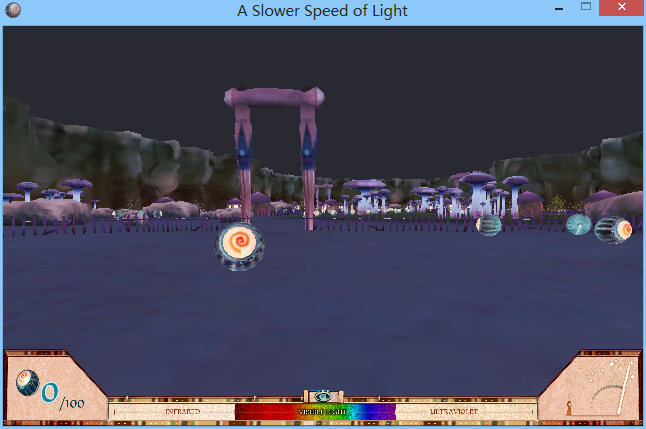 A Slower Speed of Light
0/100
INFRARED VISIBLE LIGHT ULTRAVIOLET